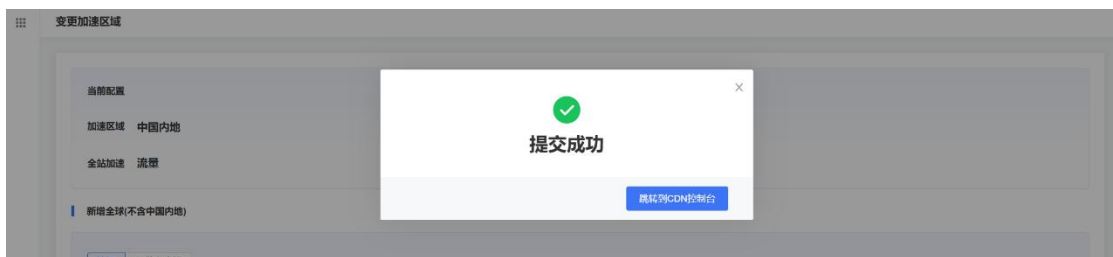 变更加速区域
当前配置
加速区域 中国内地
全站加速 流量
新增全球(不含中国内地)
提交成功
跳转到CDN控制台